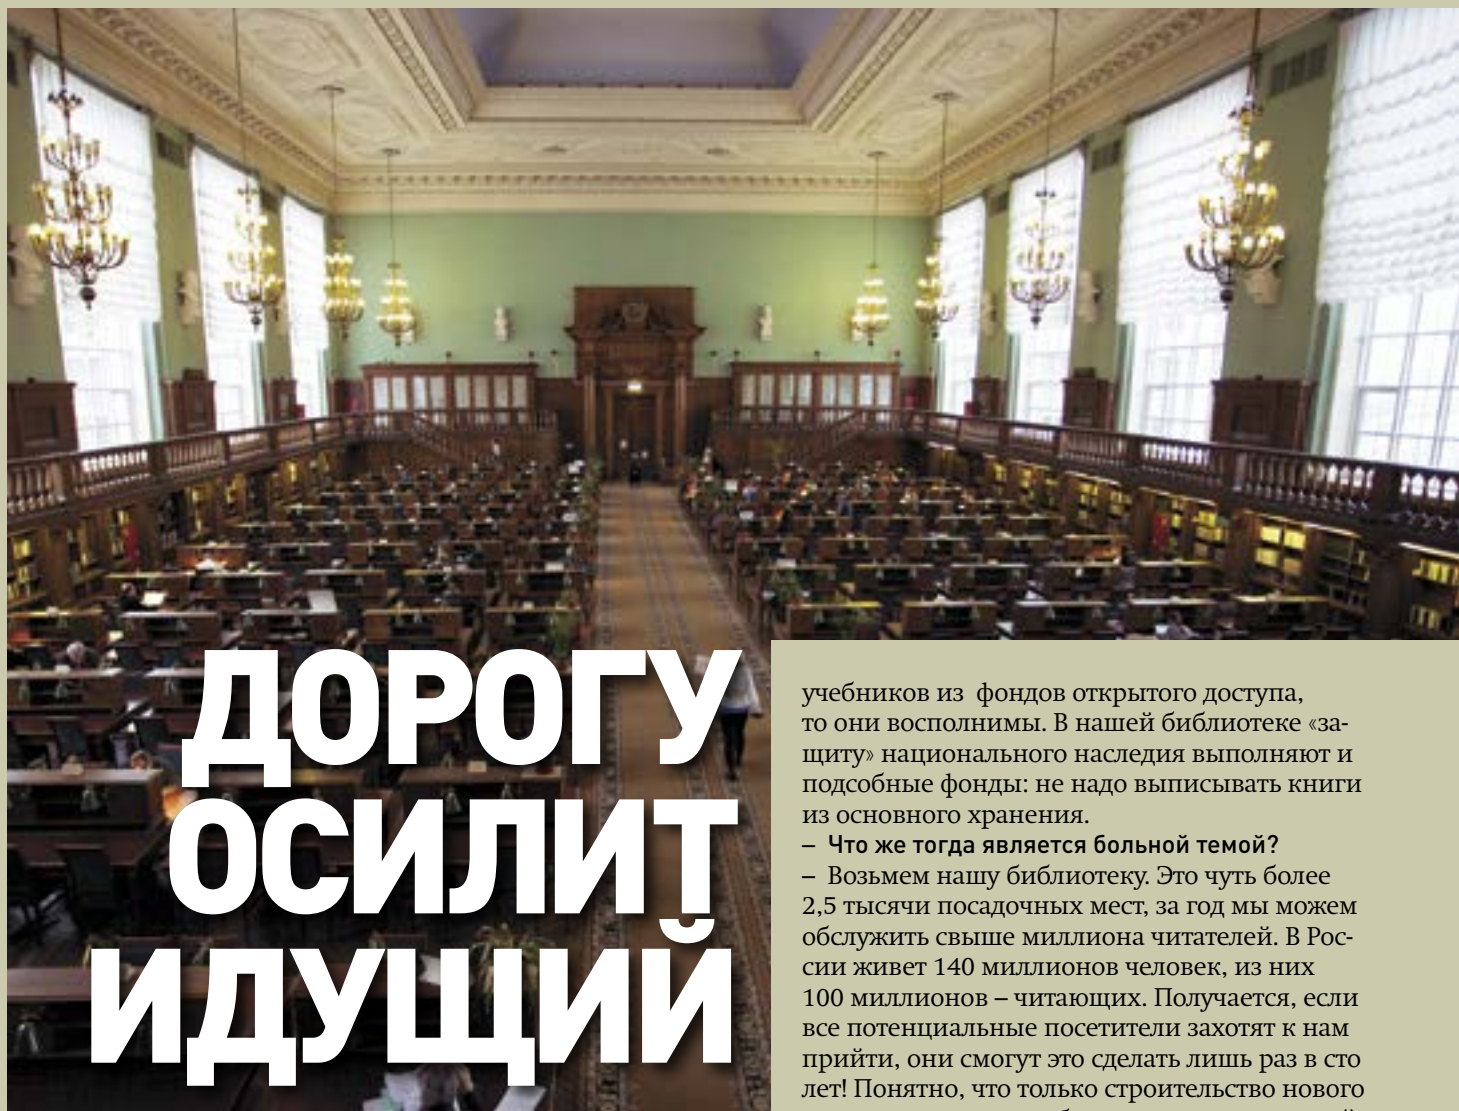 ДОРОГУ
ОСИЛИТ
ИДУЩИЙ
учебников из фондов открытого доступа,
то они восполнимы. В нашей библиотеке «за-
щиту» национального наследия выполняют и
подсобные фонды: не надо выписывать книги
из основного хранения.
– Что же тогда является больной темой?
– Возьмем нашу библиотеку. Это чуть более
2,5 тысячи посадочных мест, за год мы можем
обслужить свыше миллиона читателей. В Рос-
сии живет 140 миллионов человек, из них
100 миллионов – читающих. Получается, если
все потенциальные посетители захотят к нам
прийти, они смогут это сделать лишь раз в сто
лет! Понятно, что только строительство нового